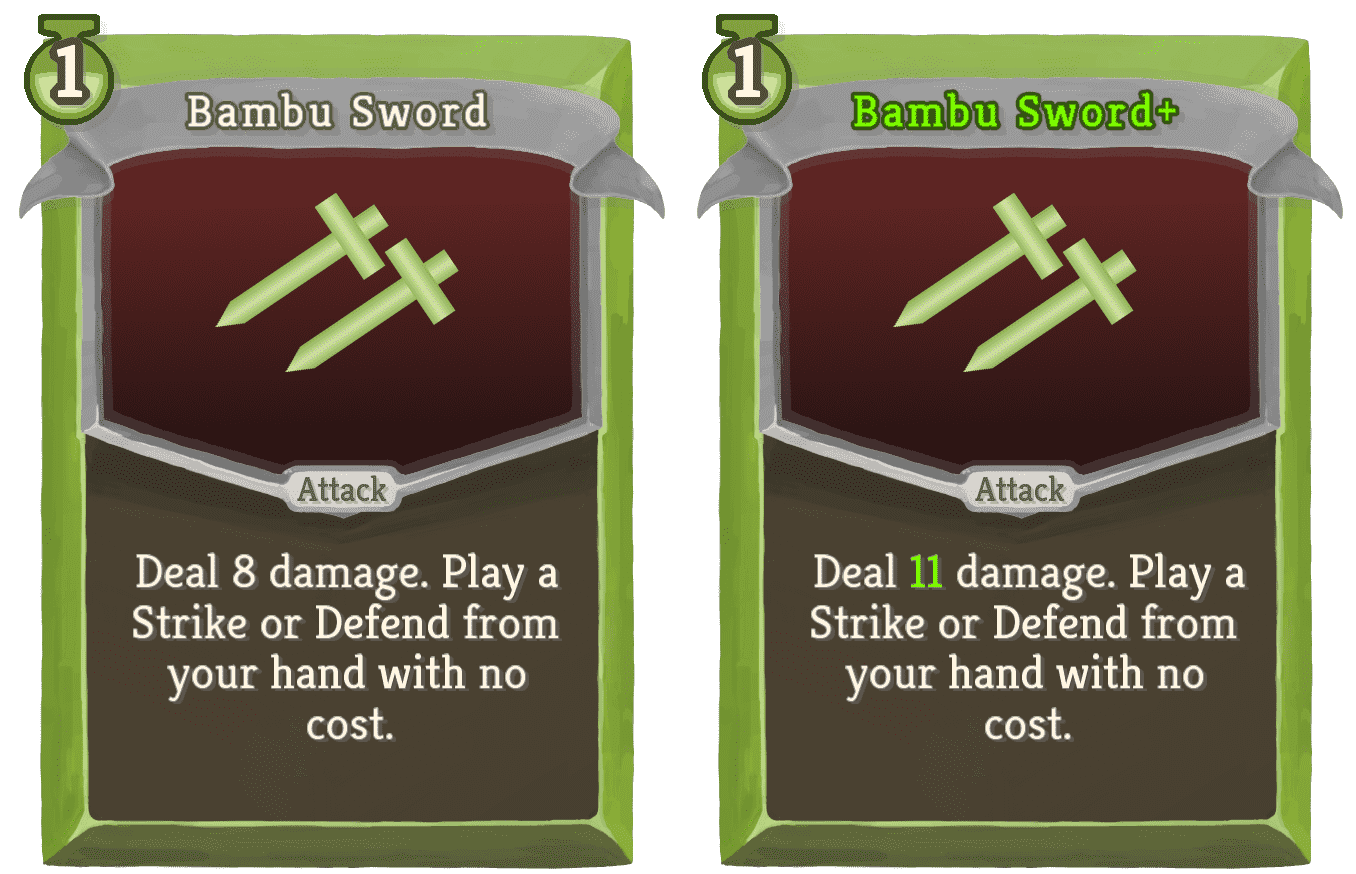 1
Bambu Sword
Attack
Deal 8 damage. Play a
Strike or Defend from
your hand with no
cost.
1
Bambu Sword+
Attack
Deal 11 damage. Play a
Strike or Defend from
your hand with no
cost.